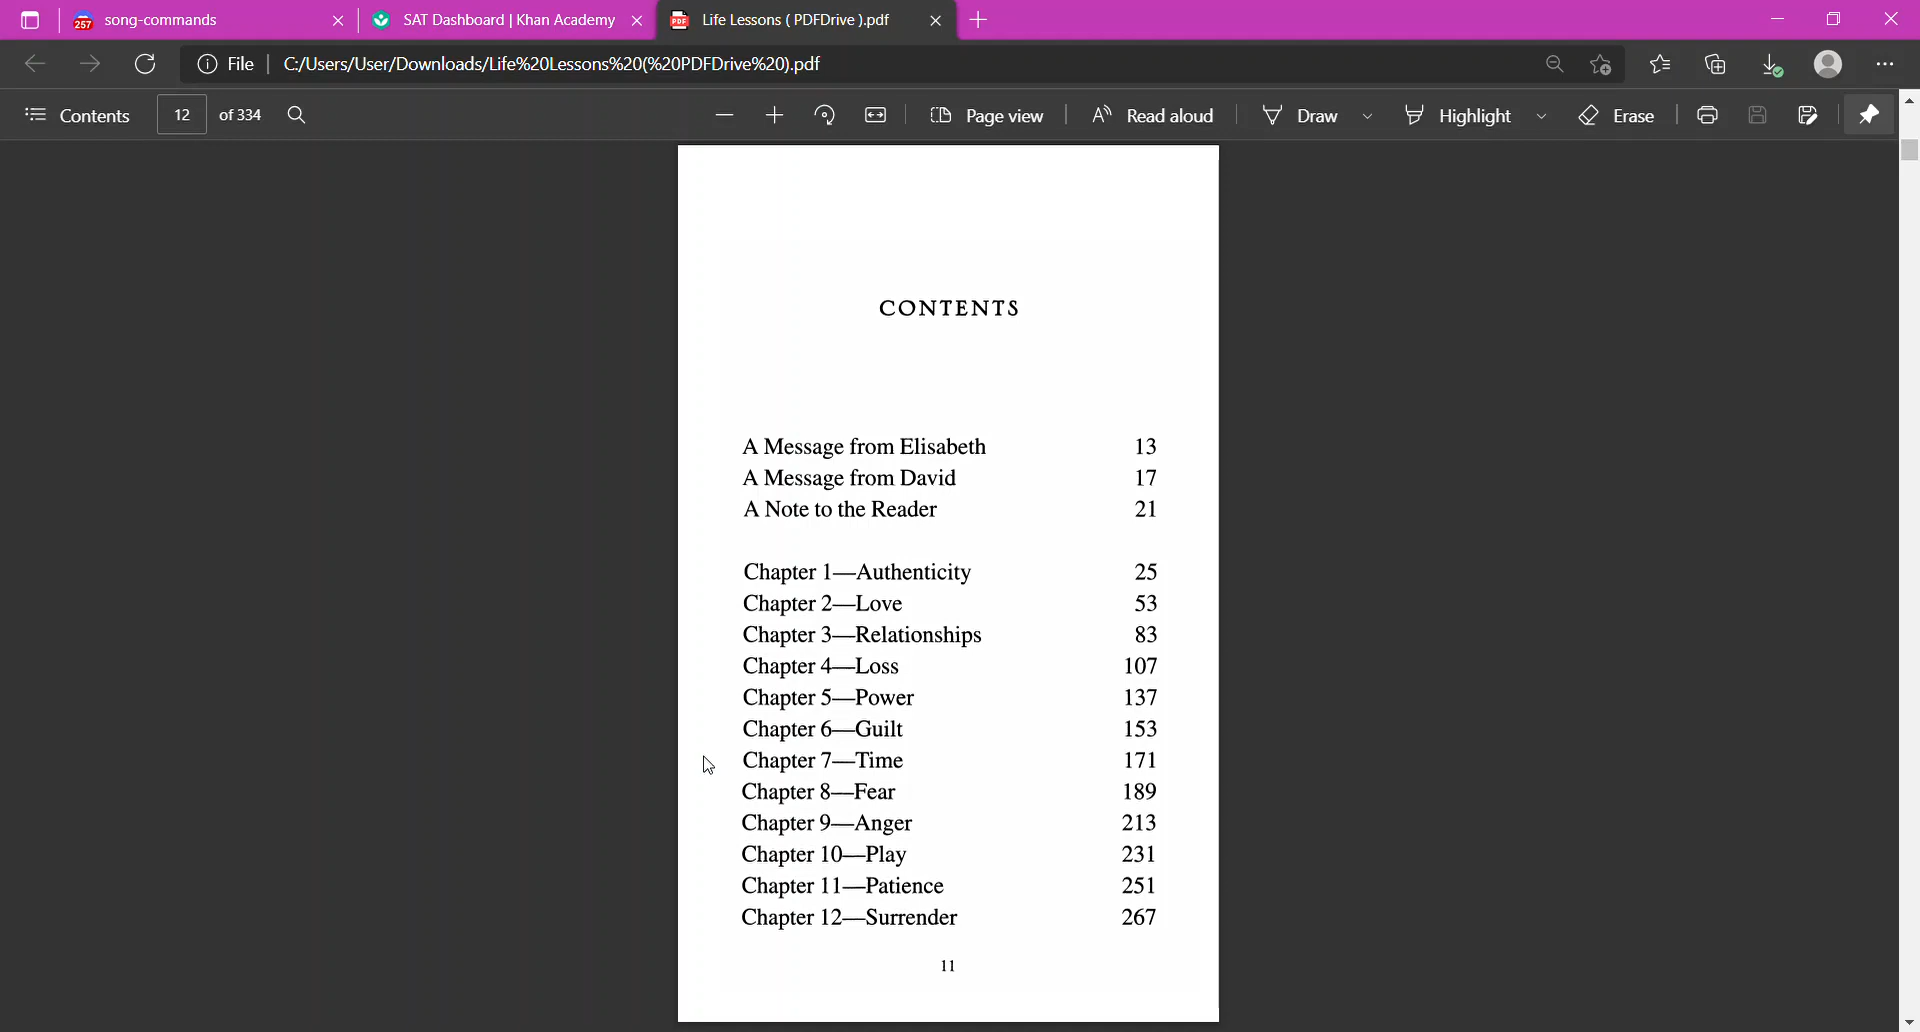 257 song-commands
SAT Dashboard | Khan Academy
PDF Life Lessons ( PDFDrive ).pdf
File C:/Users/User/Downloads/Life%20Lessons%20(%20PDFDrive%20).pdf
Contents 12 of 334 Page view Read aloud Draw Highlight Erase
CONTENTS
A Message from Elisabeth 13
A Message from David 17
A Note to the Reader 21
Chapter 1—Authenticity 25
Chapter 2—Love 53
Chapter 3—Relationships 83
Chapter 4—Loss 107
Chapter 5—Power 137
Chapter 6—Guilt 153
Chapter 7—Time 171
Chapter 8—Fear 189
Chapter 9—Anger 213
Chapter 10—Play 231
Chapter 11—Patience 251
Chapter 12—Surrender 267
11